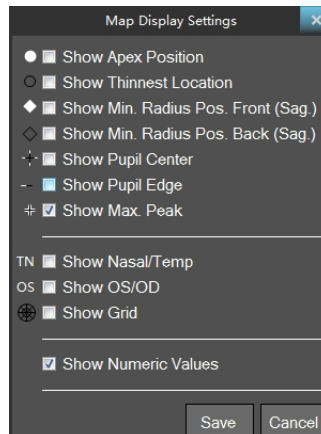 Map Display Settings
Show Apex Position
Show Thinnest Location
Show Min. Radius Pos. Front (Sag.)
Show Min. Radius Pos. Back (Sag.)
Show Pupil Center
Show Pupil Edge
Show Max. Peak
TN Show Nasal/Temp
OS Show OS/OD
Show Grid
Show Numeric Values
Save Cancel